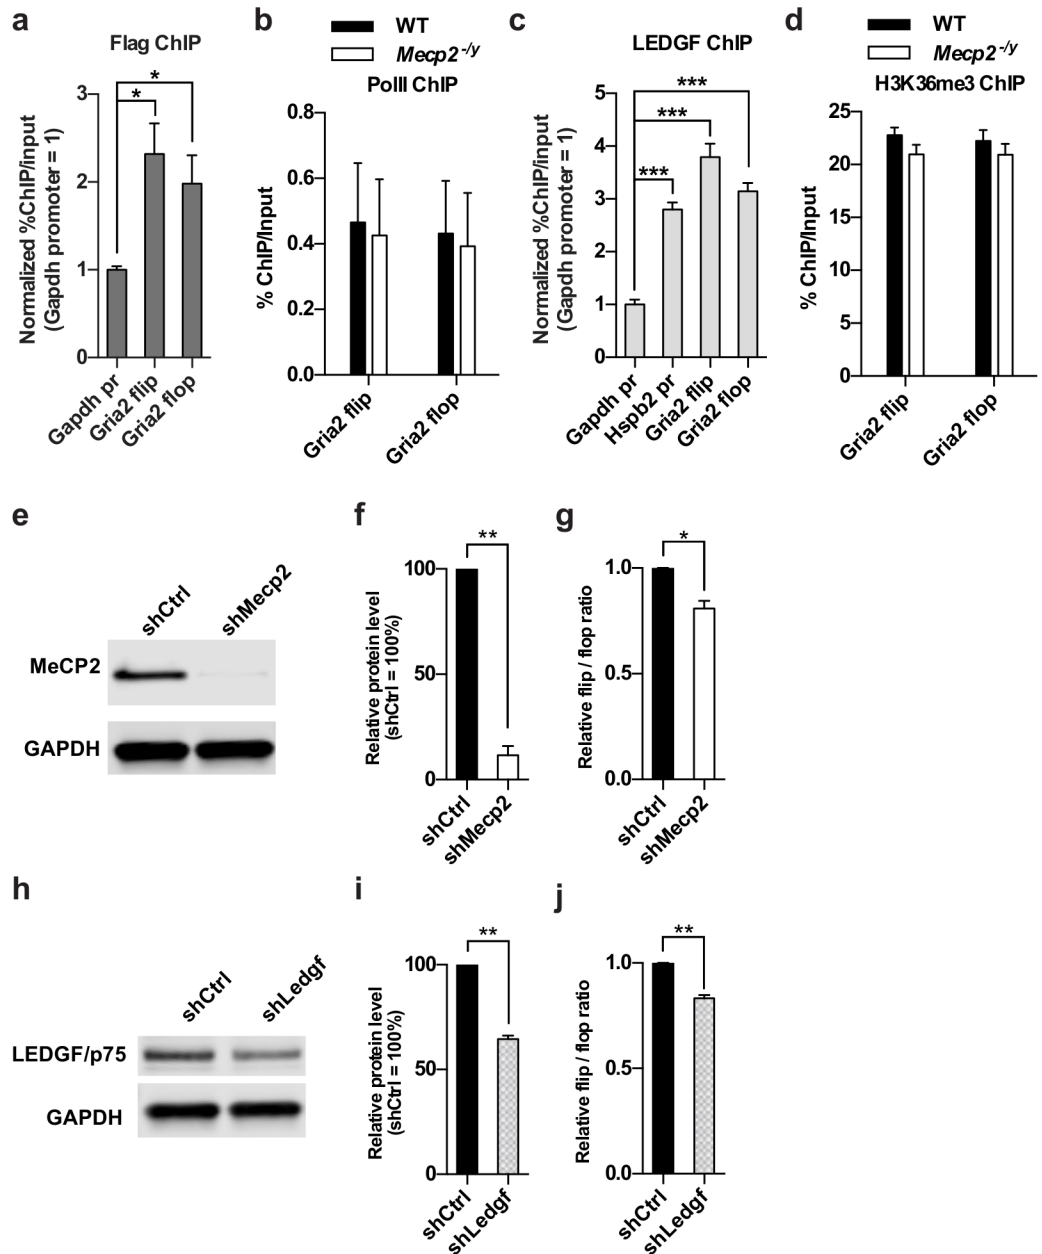 a
Flag ChIP
Normalized %ChIP/input
(Gapdh promoter = 1)
3
2
1
0
*
*
Gapdh pr
Gria2 flip
Gria2 flop
b
WT
Mecp2 -/y
PolII ChIP
% ChIP/Input
0.8
0.6
0.4
0.2
0.0
Gria2 flip
Gria2 flop
c
LEDGF ChIP
Normalized %ChIP/input
(Gapdh promoter = 1)
5
4
3
2
1
0
***
***
***
Gapdh pr
Hspb2 pr
Gria2 flip
Gria2 flop
d
WT
Mecp2 -/y
H3K36me3 ChIP
% ChIP/Input
25
20
15
10
5
0
Gria2 flip
Gria2 flop
e
shCtrl
shMecp2
MeCP2
GAPDH
f
Relative protein level
(shCtrl = 100%)
100
50
0
**
shCtrl
shMecp2
g
Relative flip / flop ratio
1.0
0.5
0.0
*
shCtrl
shMecp2
h
shCtrl
shLedgf
LEDGF/p75
GAPDH
i
Relative protein level
(shCtrl = 100%)
100
50
0
**
shCtrl
shLedgf
j
Relative flip / flop ratio
1.0
0.5
0.0
**
shCtrl
shLedgf